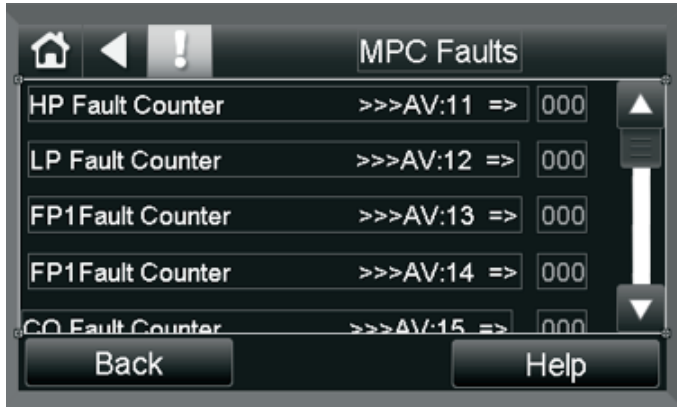 MPC Faults
HP Fault Counter >>>AV:11 => 000
LP Fault Counter >>>AV:12 => 000
FP1Fault Counter >>>AV:13 => 000
FP1Fault Counter >>>AV:14 => 000
CO Fault Counter >>>AV:15 => 000
Back Help